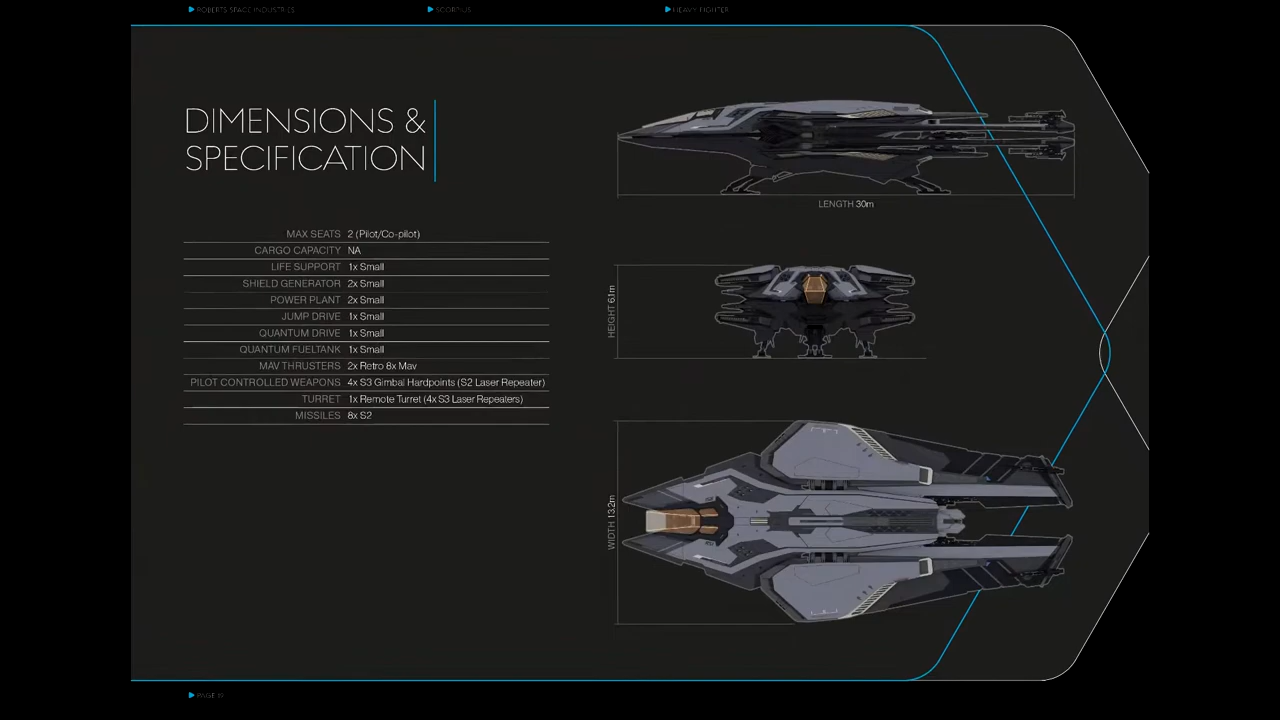 ROBERTS SPACE INDUSTRIES
SCORPIUS
HEAVY FIGHTER
DIMENSIONS &
SPECIFICATION
MAX SEATS 2 (Pilot/Co-pilot)
CARGO CAPACITY NA
LIFE SUPPORT 1x Small
SHIELD GENERATOR 2x Small
POWER PLANT 2x Small
JUMP DRIVE 1x Small
QUANTUM DRIVE 1x Small
QUANTUM FUELTANK 1x Small
MAV THRUSTERS 2x Retro 8x Mav
PILOT CONTROLLED WEAPONS 4x S3 Gimbal Hardpoints (S2 Laser Repeater)
TURRET 1x Remote Turret (4x S3 Laser Repeaters)
MISSILES 8x S2
LENGTH 30m
HEIGHT 6.1m
WIDTH 13.2m
PAGE